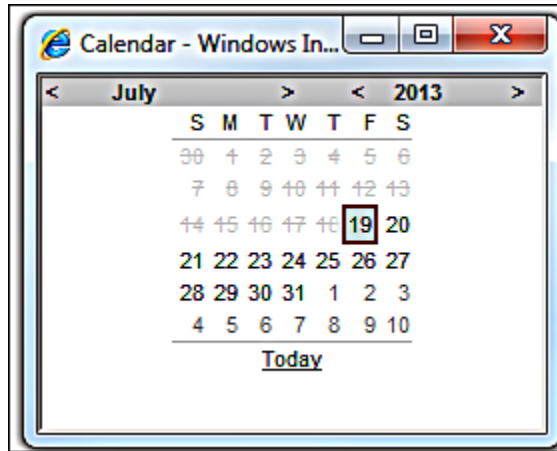 Calendar - Windows In...
< July > < 2013 >
S M T W T F S
30 1 2 3 4 5 6
7 8 9 10 11 12 13
14 15 16 17 18 19 20
21 22 23 24 25 26 27
28 29 30 31 1 2 3
4 5 6 7 8 9 10
Today